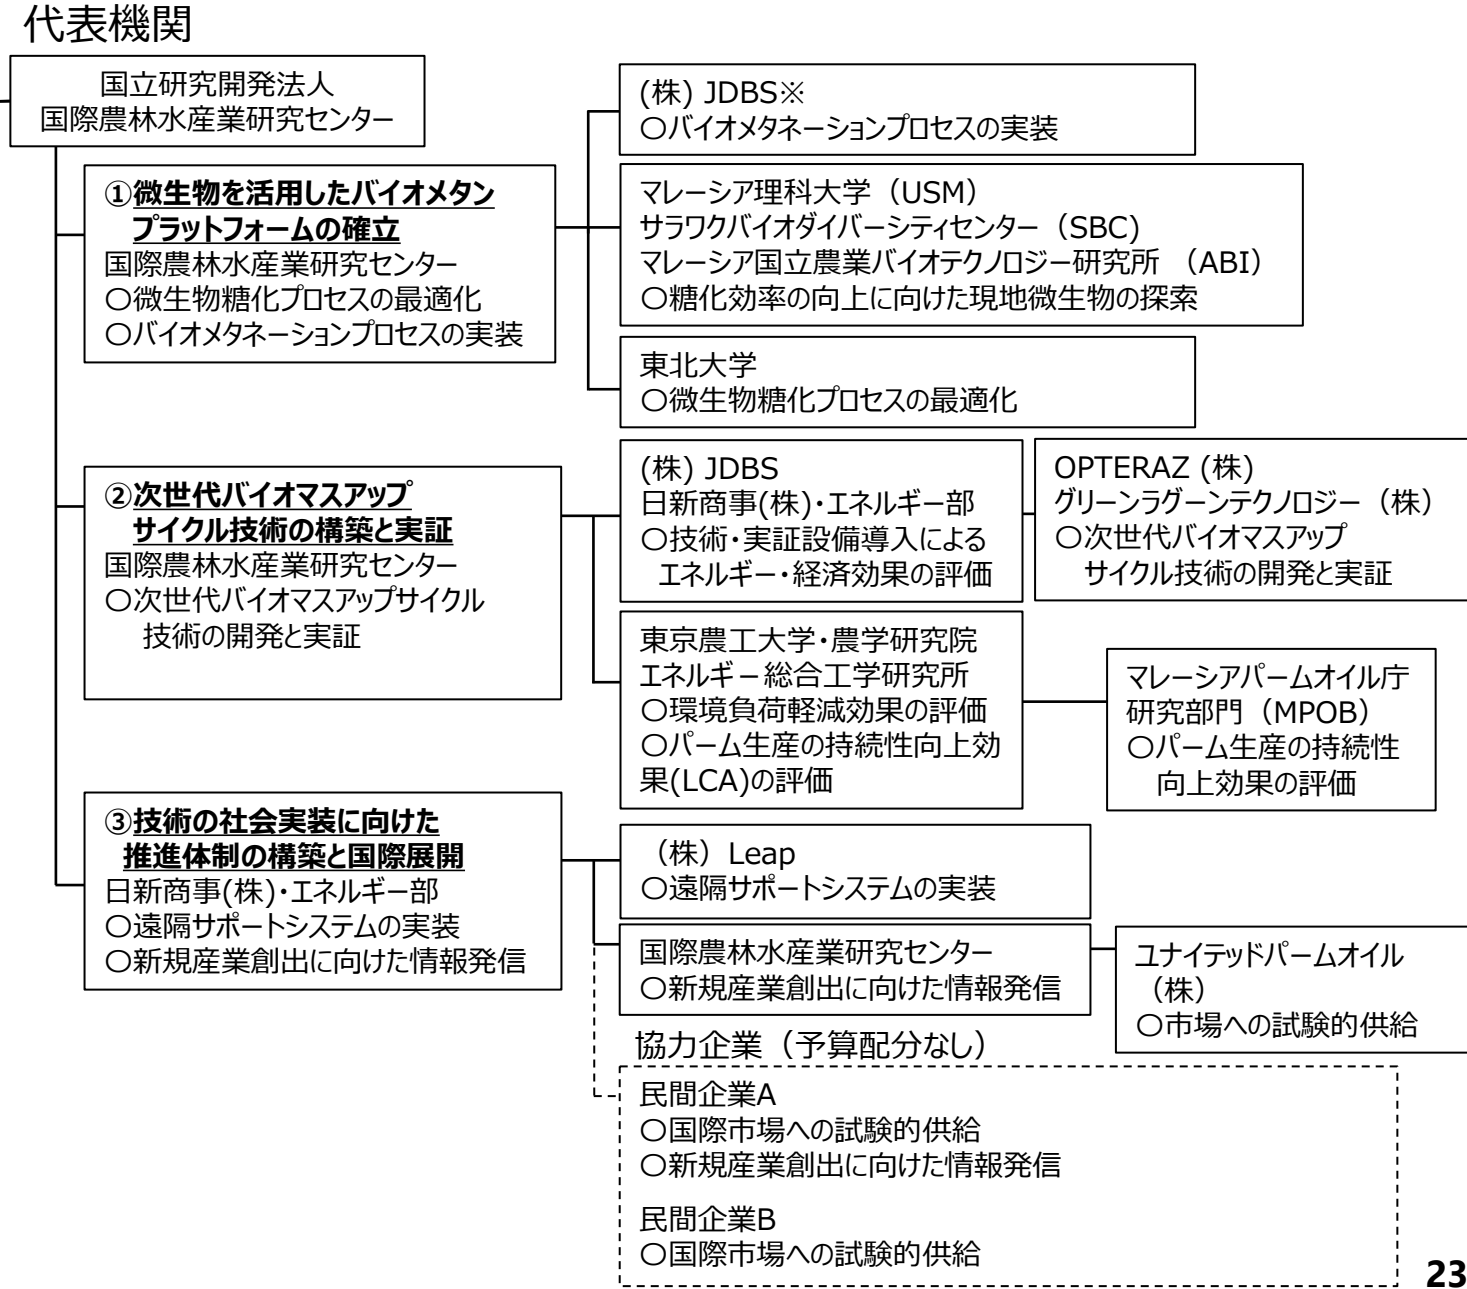 代表機関
国立研究開発法人
国際農林水産業研究センター
①微生物を活用したバイオメタン
プラットフォームの確立
国際農林水産業研究センター
〇微生物糖化プロセスの最適化
〇バイオメタネーションプロセスの実装
(株) JDBS※
〇バイオメタネーションプロセスの実装
マレーシア理科大学（USM）
サラワクバイオダイバーシティセンター（SBC）
マレーシア国立農業バイオテクノロジー研究所 （ABI）
〇糖化効率の向上に向けた現地微生物の探索
東北大学
〇微生物糖化プロセスの最適化
②次世代バイオマスアップ
サイクル技術の構築と実証
国際農林水産業研究センター
〇次世代バイオマスアップサイクル
技術の開発と実証
(株) JDBS
日新商事(株)・エネルギー部
〇技術・実証設備導入による
エネルギー・経済効果の評価
OPTERAZ (株)
グリーンラグーンテクノロジー（株）
〇次世代バイオマスアップ
サイクル技術の開発と実証
東京農工大学・農学研究院
エネルギー総合工学研究所
〇環境負荷軽減効果の評価
〇パーム生産の持続性向上効
果(LCA)の評価
マレーシアパームオイル庁
研究部門（MPOB）
〇パーム生産の持続性
向上効果の評価
③技術の社会実装に向けた
推進体制の構築と国際展開
日新商事(株)・エネルギー部
〇遠隔サポートシステムの実装
〇新規産業創出に向けた情報発信
（株）Leap
〇遠隔サポートシステムの実装
国際農林水産業研究センター
〇新規産業創出に向けた情報発信
ユナイテッドパームオイル
（株）
〇市場への試験的供給
協力企業（予算配分なし）
民間企業A
〇国際市場への試験的供給
〇新規産業創出に向けた情報発信
民間企業B
〇国際市場への試験的供給
23